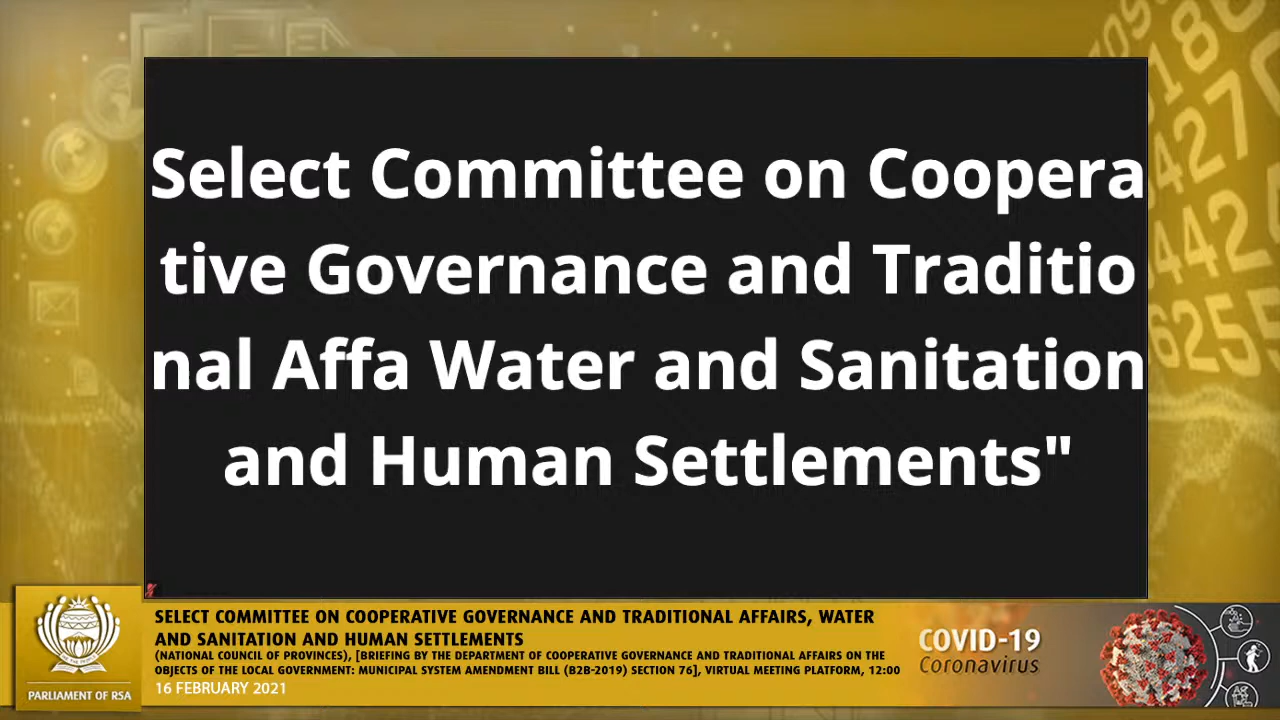 Select Committee on Coopera
tive Governance and Traditio
nal Affa Water and Sanitation
and Human Settlements"
SELECT COMMITTEE ON COOPERATIVE GOVERNANCE AND TRADITIONAL AFFAIRS, WATER
AND SANITATION AND HUMAN SETTLEMENTS
(NATIONAL COUNCIL OF PROVINCES), [BRIEFING BY THE DEPARTMENT OF COOPERATIVE GOVERNANCE AND TRADITIONAL AFFAIRS ON THE
OBJECTS OF THE LOCAL GOVERNMENT: MUNICIPAL SYSTEM AMENDMENT BILL (B2B-2019) SECTION 76], VIRTUAL MEETING PLATFORM, 12:00
16 FEBRUARY 2021
PARLIAMENT OF RSA
COVID-19
Coronavirus